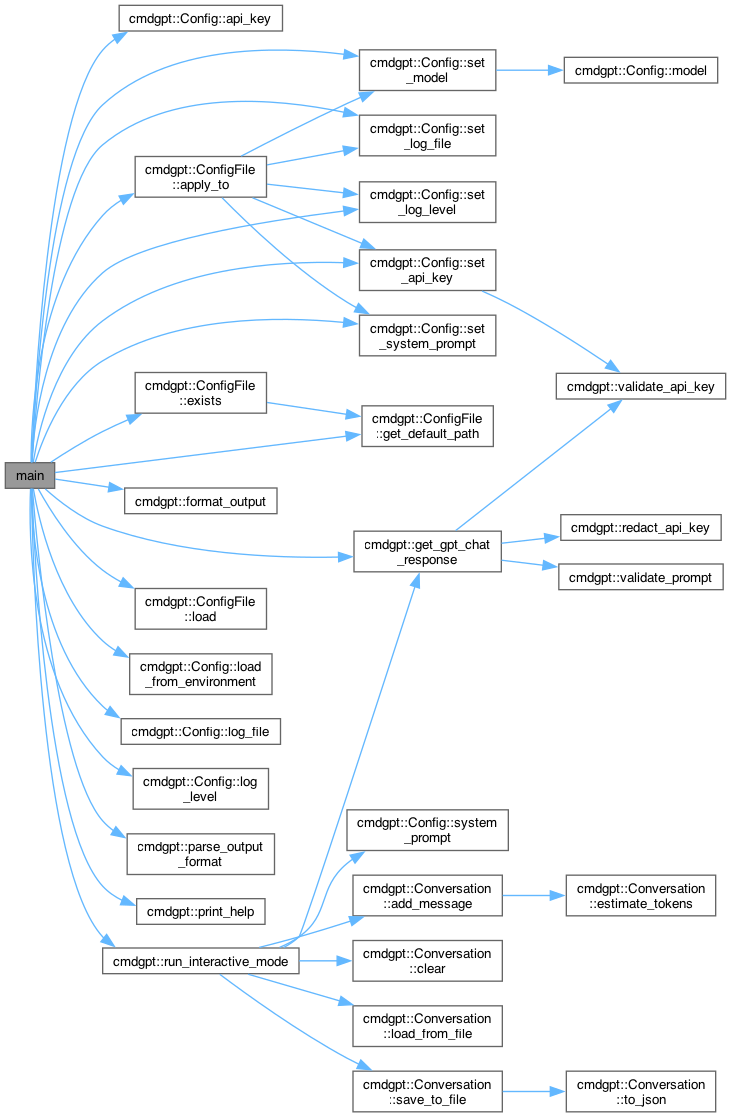 cmdgpt::Config::api_key
cmdgpt::Config::set
_model
cmdgpt::Config::model
cmdgpt::Config::set
_log_file
cmdgpt::ConfigFile
::apply_to
cmdgpt::Config::set
_log_level
cmdgpt::Config::set
_api_key
cmdgpt::Config::set
_system_prompt
cmdgpt::validate_api_key
cmdgpt::ConfigFile
::exists
cmdgpt::ConfigFile
::get_default_path
main
cmdgpt::format_output
cmdgpt::get_gpt_chat
_response
cmdgpt::redact_api_key
cmdgpt::validate_prompt
cmdgpt::ConfigFile
::load
cmdgpt::Config::load
_from_environment
cmdgpt::Config::log_file
cmdgpt::Config::log
_level
cmdgpt::Config::system
_prompt
cmdgpt::parse_output
_format
cmdgpt::Conversation
::add_message
cmdgpt::Conversation
::estimate_tokens
cmdgpt::print_help
cmdgpt::run_interactive_mode
cmdgpt::Conversation
::clear
cmdgpt::Conversation
::load_from_file
cmdgpt::Conversation
::save_to_file
cmdgpt::Conversation
::to_json